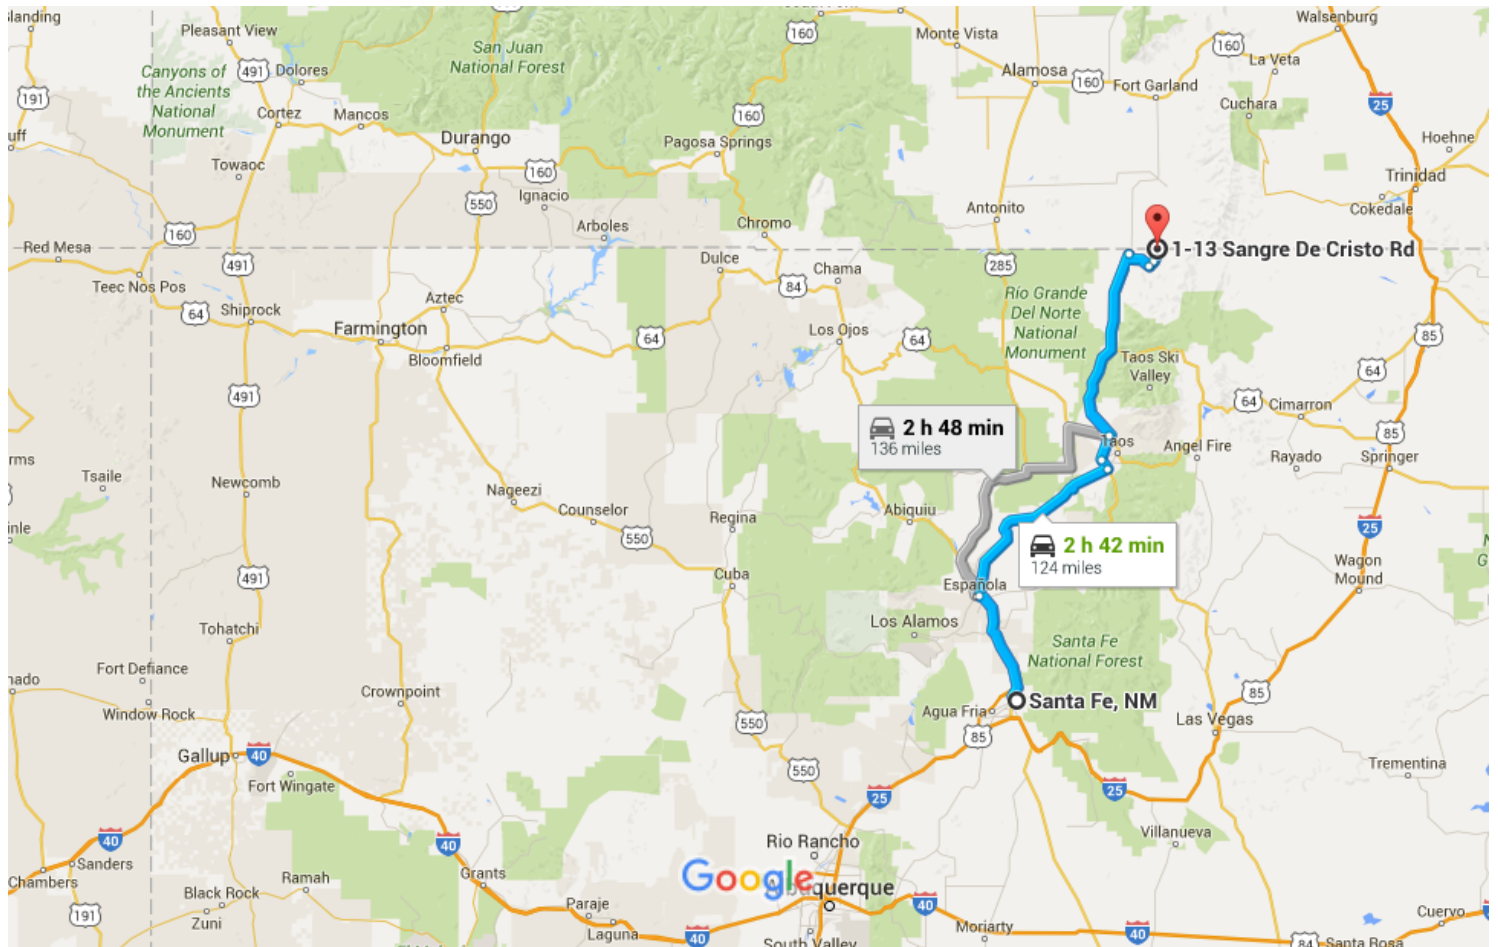 landing
Pleasant View
491
Dolores
Canyons of
the Ancients
National
Monument
191
Cortez
Mancos
uff
Towaoc
San Juan
National Forest
Durango
160
Ignacio
550
160
160
Pagosa Springs
Monte Vista
Alamosa
160
Fort Garland
160
Walsenburg
La Veta
Cuchara
25
Hoehne
Trinidad
Cokedale
160
Red Mesa
491
Teec Nos Pos
64
Shiprock
Aztec
Farmington
Bloomfield
Arboles
Chromo
Dulce
84
Chama
Antonito
285
1-13 Sangre De Cristo Rd
Rio Grande
Del Norte
National
Monument
Los Ojos
64
64
Taos Ski
Valley
85
64
64
Cimarron
491
2 h 48 min
136 miles
Taos
Angel Fire
85
Rayado
Springer
rms
Tsaile
Newcomb
Nageezi
Counselor
550
Regina
Abiquiu
inle
2 h 42 min
124 miles
25
Wagon
Mound
491
Cuba
Española
Los Alamos
Santa Fe
National Forest
Tohatchi
Fort Defiance
nado
Window Rock
Crownpoint
Santa Fe, NM
Agua Fria
85
85
Las Vegas
550
Gallup
40
Fort Wingate
550
25
25
Trementina
40
Sanders
Chambers
40
Rio Rancho
Villanueva
Google
Albuquerque
Ramah
Grants
Black Rock
191
Zuni
Paraje
Laguna
40
South Valley
40
Moriarty
40
84
Santa Rosa
Cuervo